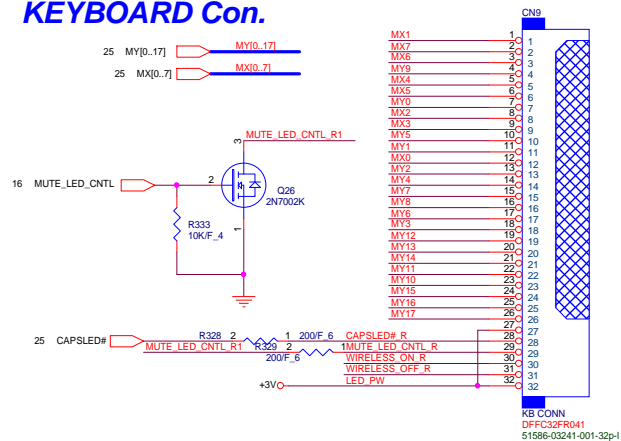 KEYBOARD Con.
25 MY[0..17] MY[0..17]
25 MX[0..7] MX[0..7]
MUTE_LED_CNTL_R1
3
16 MUTE_LED_CNTL 2
Q26
2N7002K
1
R333
10K/F_4
25 CAPSLED# R328 2 1 200/F_6 CAPSLED#_R
MUTE_LED_CNTL_R1 R329 2 1 MUTE_LED_CNTL_R
200/F_6
WIRELESS_ON_R
WIRELESS_OFF_R
+3V LED_PW
CN9
MX1 1 1
MX7 2 2
MX6 3 3
MY9 4 4
MX4 5 5
MX5 6 6
MY0 7 7
MX2 8 8
MX3 9 9
MY5 10 10
MY1 11 11
MX0 12 12
MY2 13 13
MY4 14 14
MY7 15 15
MY8 16 16
MY6 17 17
MY3 18 18
MY12 19 19
MY13 20 20
MY14 21 21
MY11 22 22
MY10 23 23
MY15 24 24
MY16 25 25
MY17 26 26
27 27
28 28
29 29
30 30
31 31
32 32
KB CONN
DFFC32FR041
51586-03241-001-32p-l